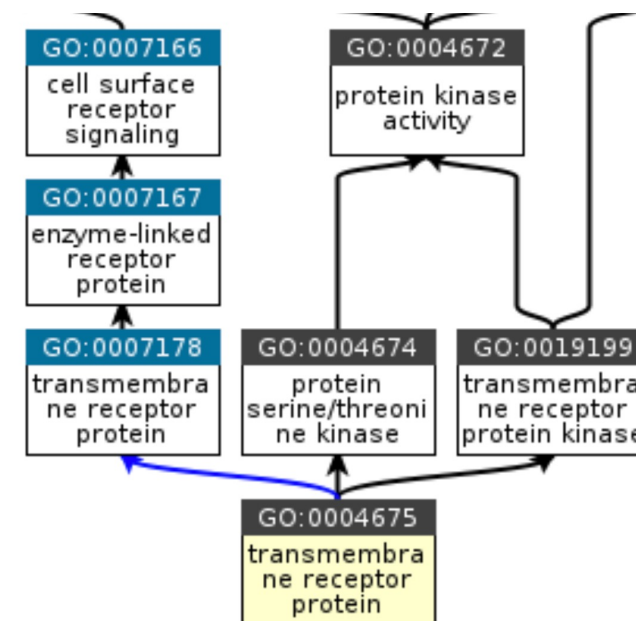 GO:0007166
cell surface
receptor
signaling
GO:0004672
protein kinase
activity
GO:0007167
enzyme-linked
receptor
protein
GO:0007178
transmembra
ne receptor
protein
GO:0004674
protein
serine/threoni
ne kinase
GO:0019199
transmembra
ne receptor
protein kinase
GO:0004675
transmembra
ne receptor
protein